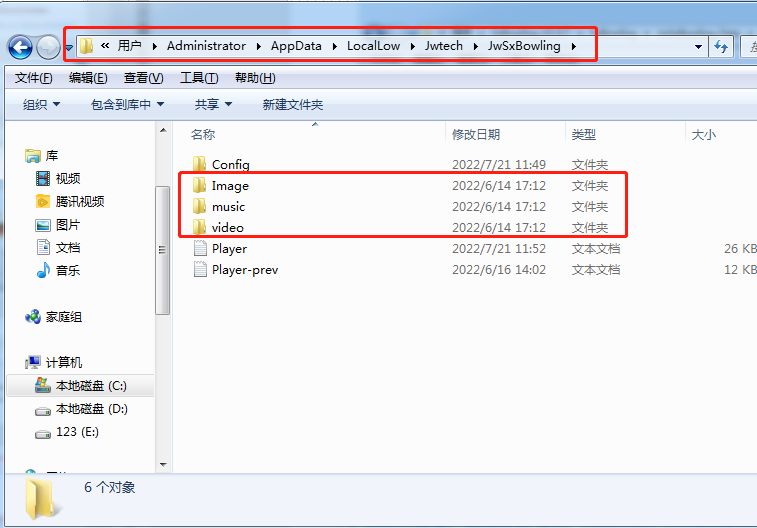 « 用户 Administrator AppData LocalLow Jwtech JwSxBowling
文件(F) 编辑(E) 查看(V) 工具(T) 帮助(H)
组织 包含到库中 共享 新建文件夹
名称 修改日期 类型 大小
Config 2022/7/21 11:49 文件夹
Image 2022/6/14 17:12 文件夹
music 2022/6/14 17:12 文件夹
video 2022/6/14 17:12 文件夹
Player 2022/7/21 11:52 文本文档 26 KB
Player-prev 2022/6/16 14:02 文本文档 12 KB
库
视频
腾讯视频
图片
文档
音乐
家庭组
计算机
本地磁盘 (C:)
本地磁盘 (D:)
123 (E:)
6 个对象